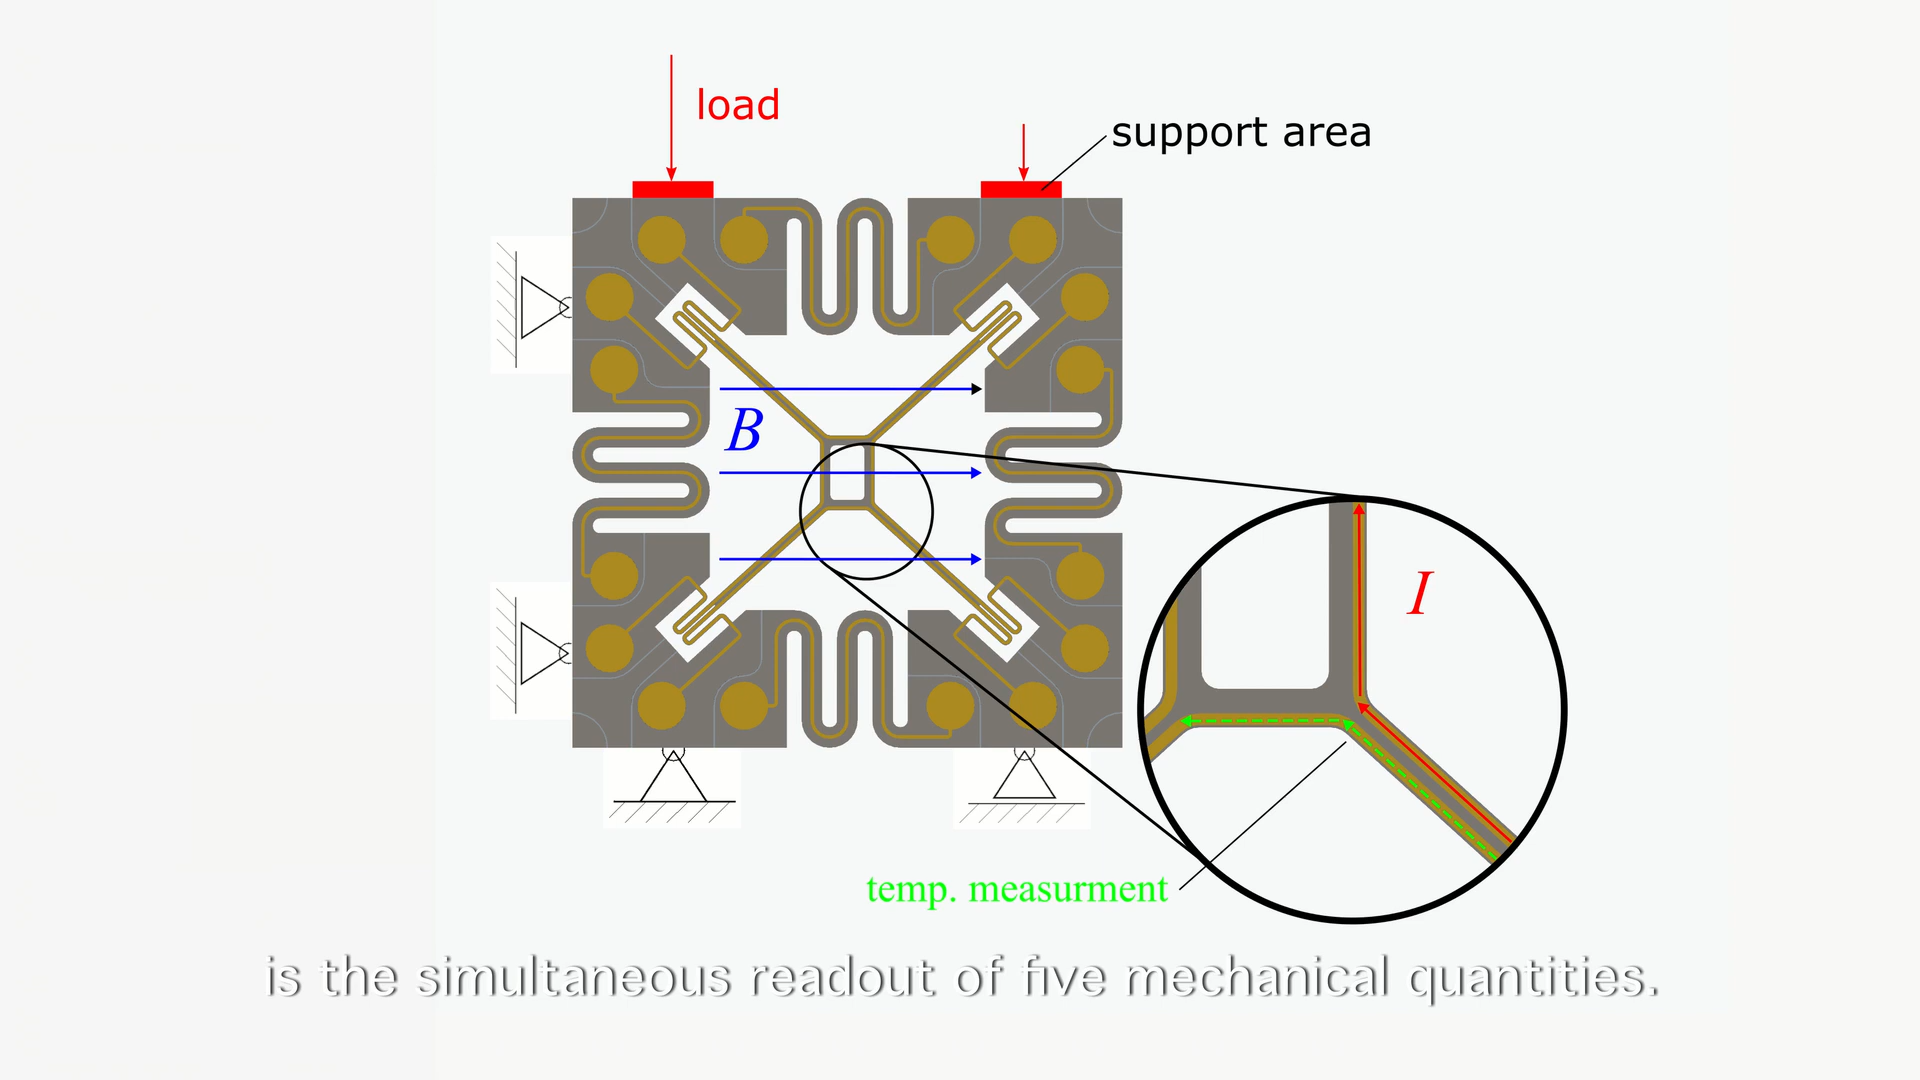 load
support area
B
I
temp. measurment
is the simultaneous readout of five mechanical quantities.